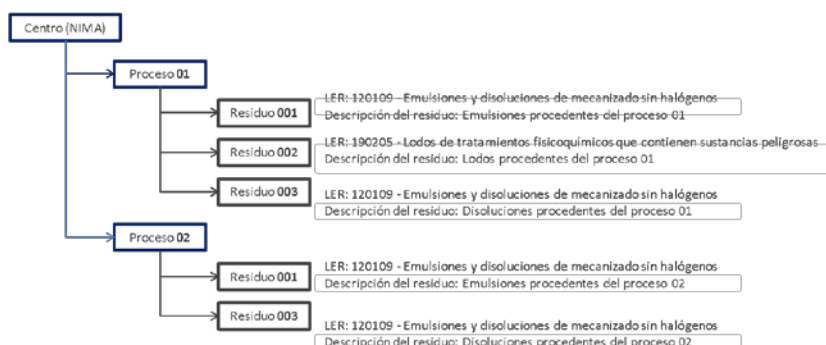 Centro (NIMA)
Proceso 01
Residuo 001
LER: 120109 - Emulsiones y disoluciones de mecanizado sin halógenos
Descripción del residuo: Emulsiones procedentes del proceso 01
Residuo 002
LER: 190205 - Lodos de tratamientos fisicoquímicos que contienen sustancias peligrosas
Descripción del residuo: Lodos procedentes del proceso 01
Residuo 003
LER: 120109 - Emulsiones y disoluciones de mecanizado sin halógenos
Descripción del residuo: Disoluciones procedentes del proceso 01
Proceso 02
Residuo 001
LER: 120109 - Emulsiones y disoluciones de mecanizado sin halógenos
Descripción del residuo: Emulsiones procedentes del proceso 02
Residuo 003
LER: 120109 - Emulsiones y disoluciones de mecanizado sin halógenos
Descripción del residuo: Disoluciones procedentes del proceso 02